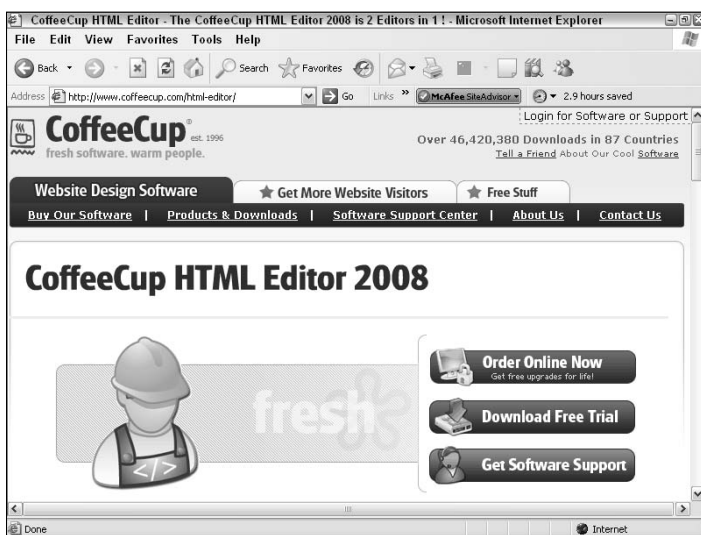 CoffeeCup HTML Editor - The CoffeeCup HTML Editor 2008 is 2 Editors in 1 ! - Microsoft Internet Explorer
File Edit View Favorites Tools Help
Back Search Favorites
Address http://www.coffeecup.com/html-editor/ Go Links » McAfee SiteAdvisor 2.9 hours saved
Login for Software or Support
CoffeeCup® est. 1996
fresh software. warm people.
Over 46,420,380 Downloads in 87 Countries
Tell a Friend About Our Cool Software
Website Design Software Get More Website Visitors Free Stuff
Buy Our Software | Products & Downloads | Software Support Center | About Us | Contact Us
CoffeeCup HTML Editor 2008
fresh
</>
Order Online Now
Get free upgrades for life!
Download Free Trial
Get Software Support
Done Internet